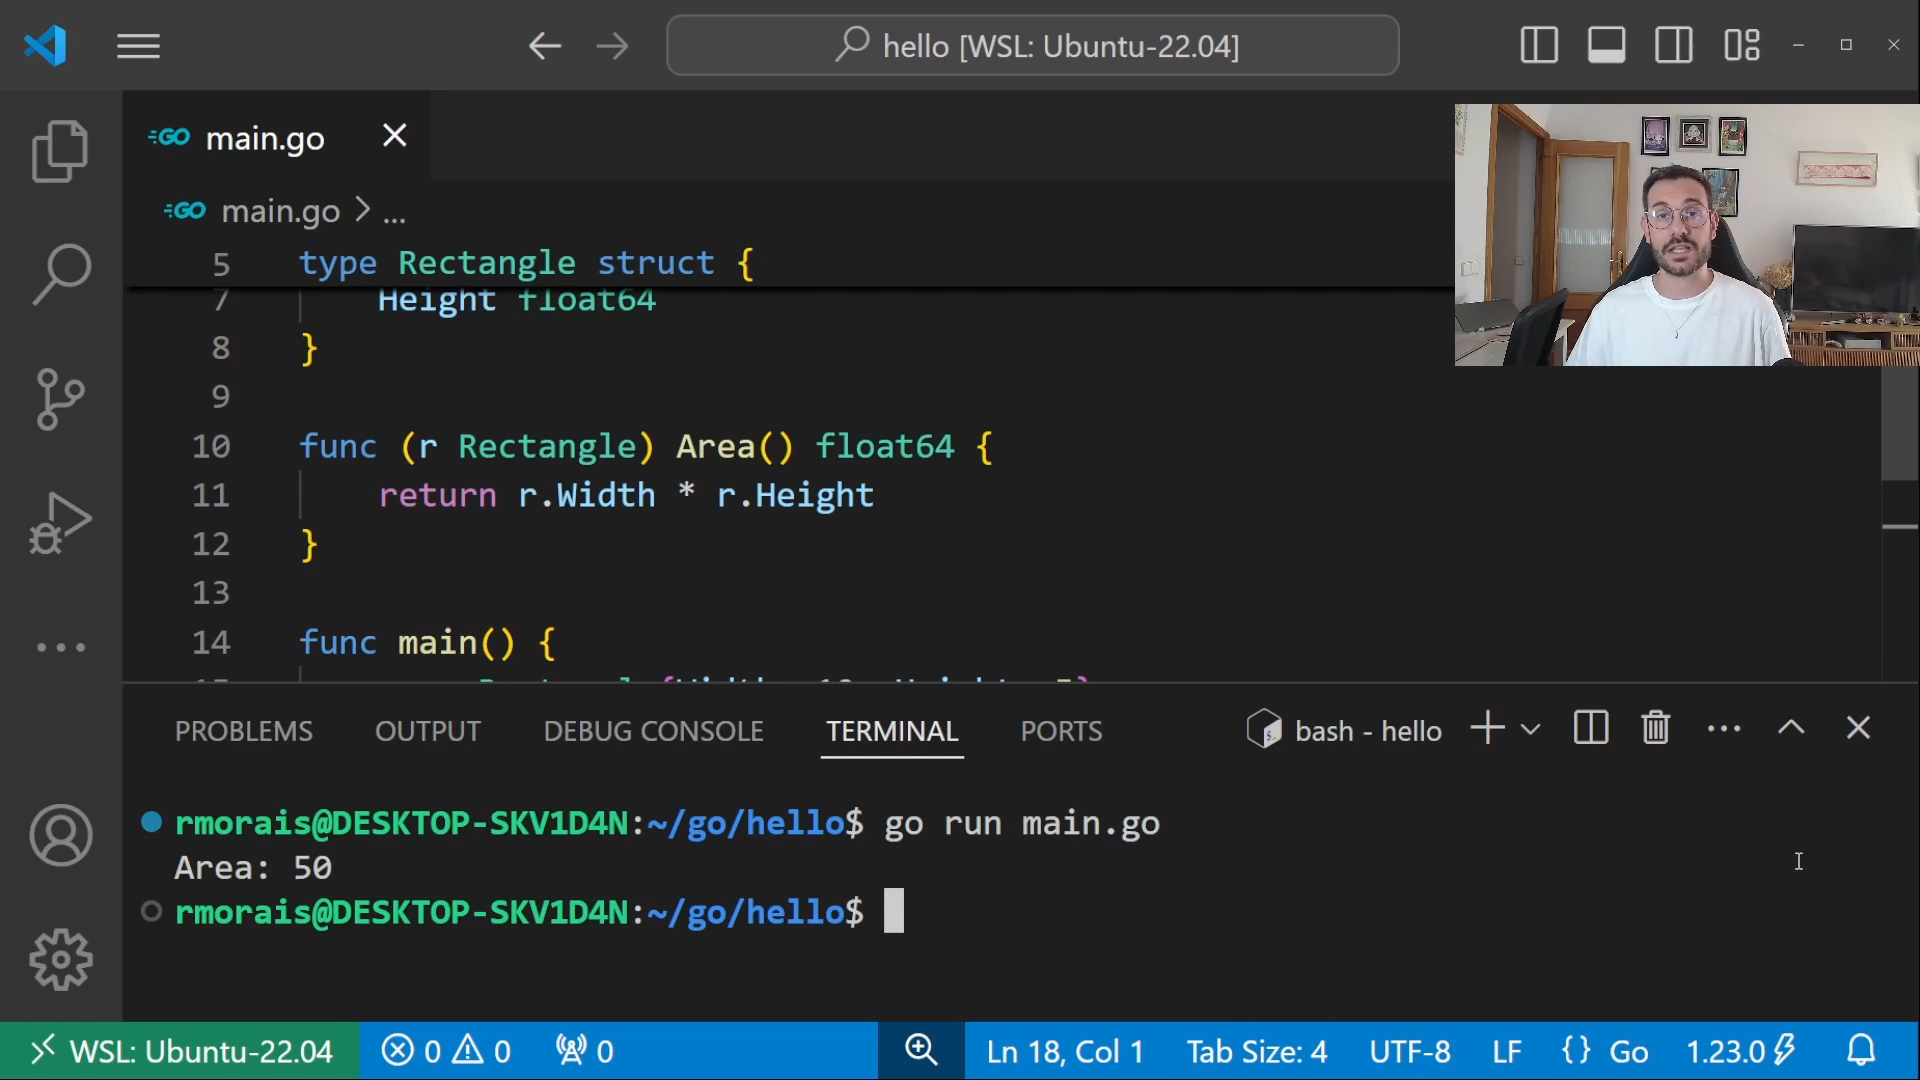 hello [WSL: Ubuntu-22.04]
GO main.go
GO main.go > ...
5 type Rectangle struct {
7 Height float64
8 }
9
10 func (r Rectangle) Area() float64 {
11 return r.Width * r.Height
12 }
13
14 func main() {
PROBLEMS OUTPUT DEBUG CONSOLE TERMINAL PORTS bash - hello
rmorais@DESKTOP-SKV1D4N:~/go/hello$ go run main.go
Area: 50
rmorais@DESKTOP-SKV1D4N:~/go/hello$
WSL: Ubuntu-22.04 0 0 0 Ln 18, Col 1 Tab Size: 4 UTF-8 LF {} Go 1.23.0